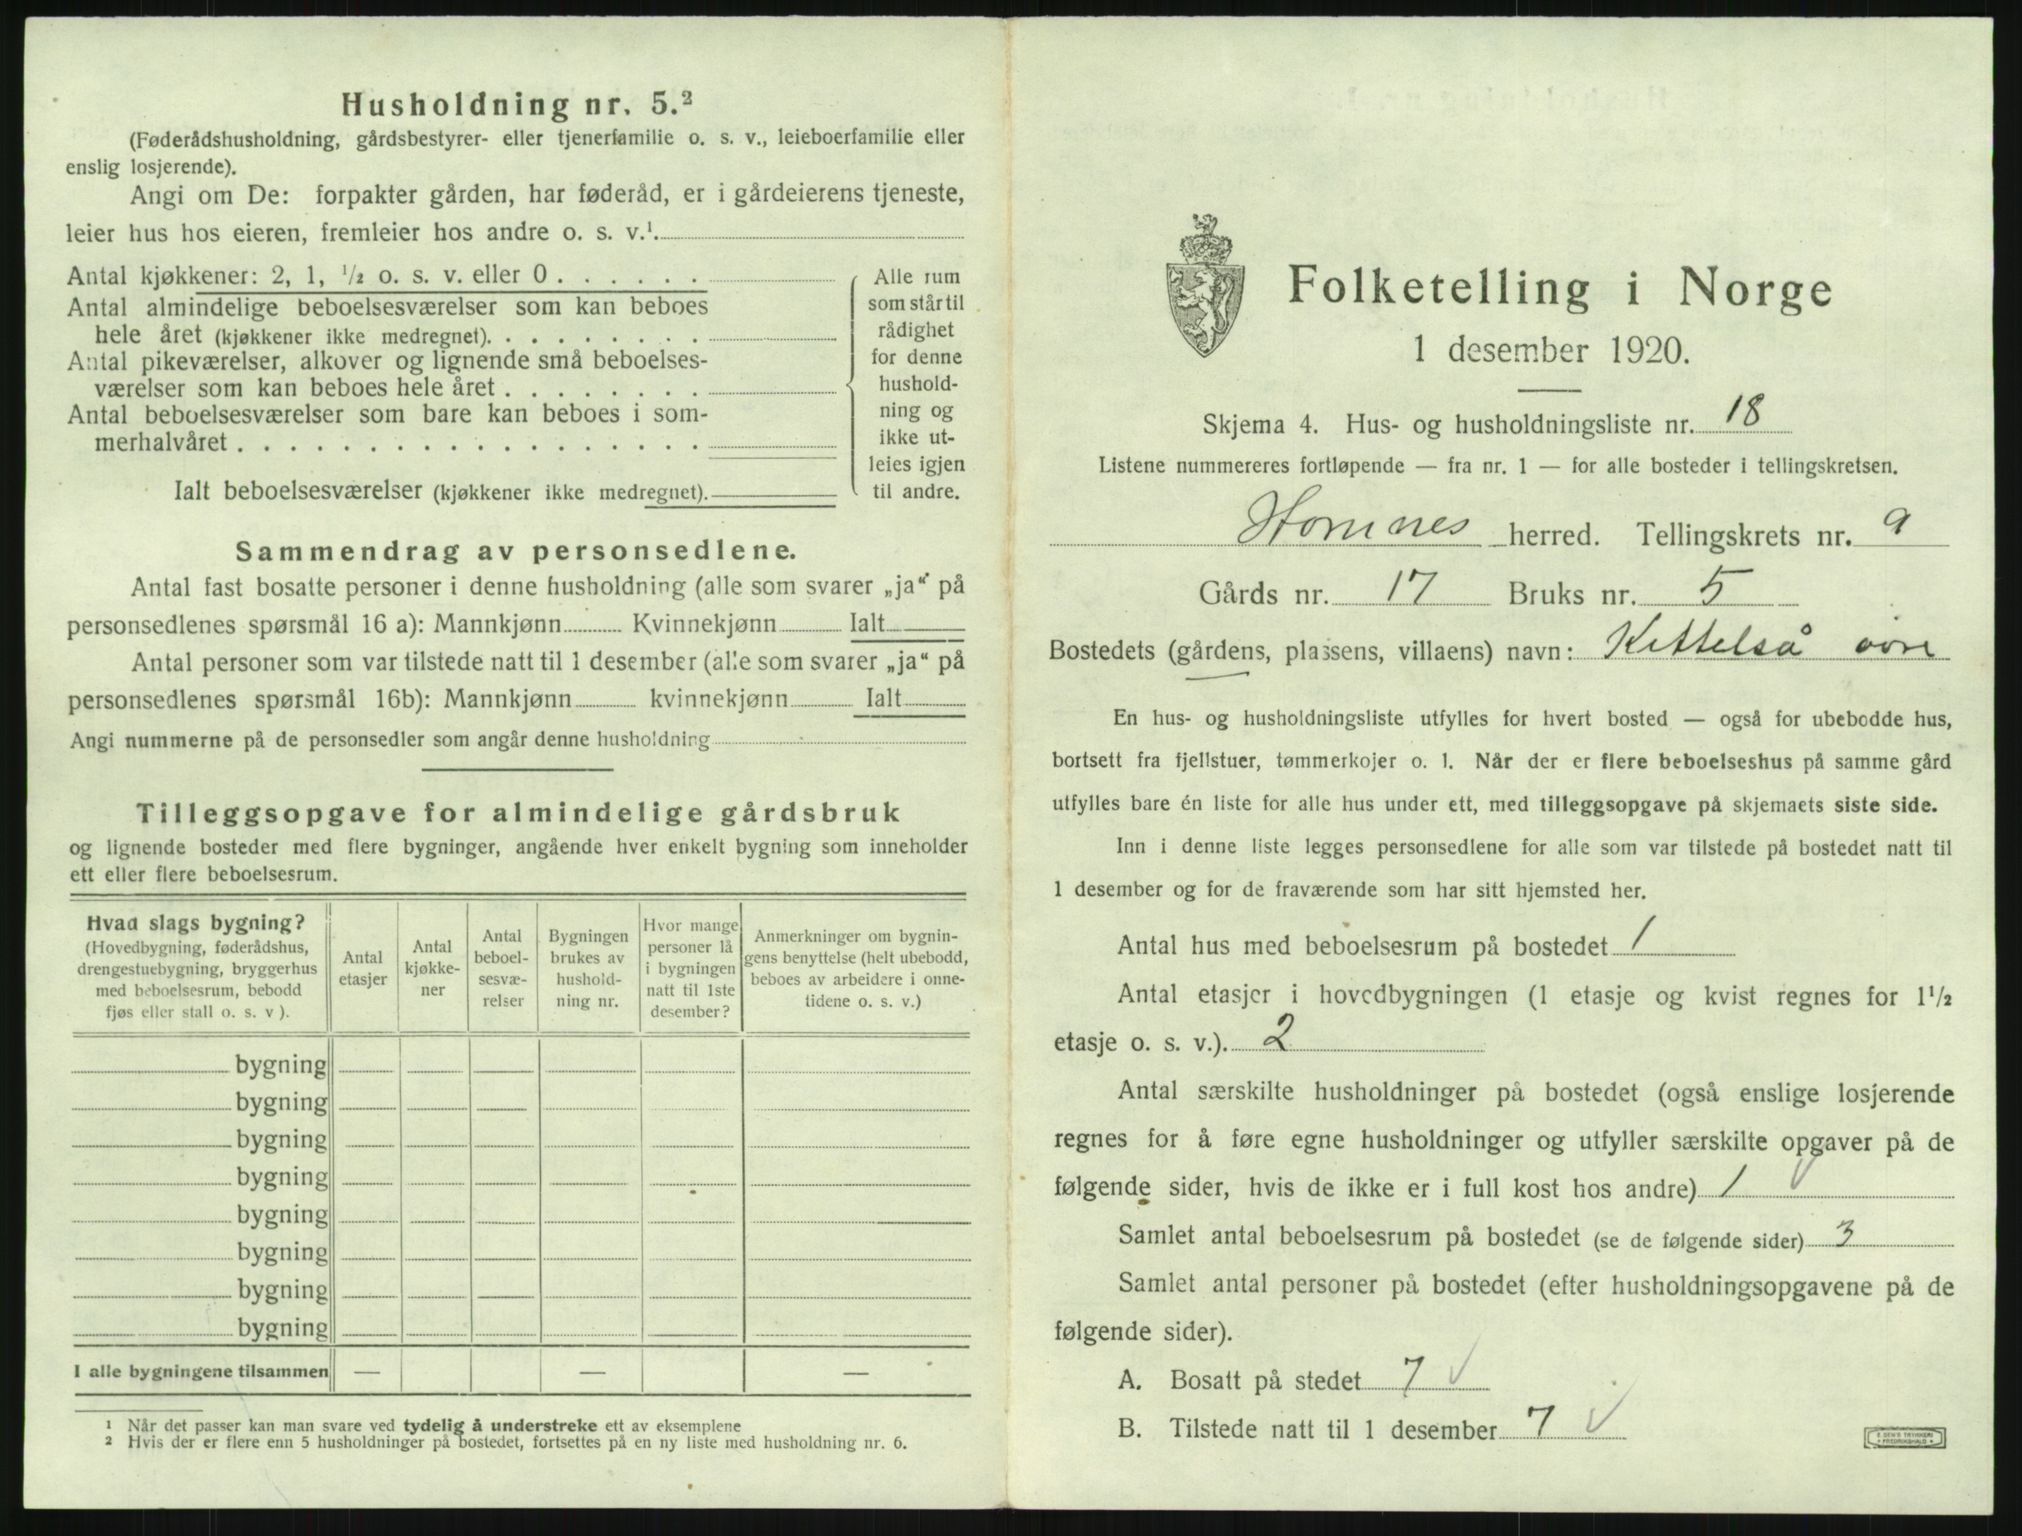 Husholdning nr. 5.²
(Føderådshusholdning, gårdsbestyrer- eller tjenerfamilie o. s. v., leieboerfamilie eller
enslig losjerende).
Angi om De: forpakter gården, har føderåd, er i gårdeierens tjeneste,
leier hus hos eieren, fremleier hos andre o. s. v.¹
Antal kjøkkener: 2, 1, ½ o. s. v. eller 0 . . . . . .
Antal almindelige beboelsesværelser som kan beboes
hele året (kjøkkener ikke medregnet). . . . . . . . .
Antal pikeværelser, alkover og lignende små beboelses-
værelser som kan beboes hele året . . . . . . . .
Antal beboelsesværelser som bare kan beboes i som-
merhalvåret . . . . . . . . . . . . . . . . . .
Ialt beboelsesværelser (kjøkkener ikke medregnet).
Alle rum
som står til
rådighet
for denne
hushold-
ning og
ikke ut-
leies igjen
til andre.
Sammendrag av personsedlene.
Antal fast bosatte personer i denne husholdning (alle som svarer „ja“ på
personsedlenes spørsmål 16 a): Mannkjønn Kvinnekjønn Ialt
Antal personer som var tilstede natt til 1 desember (alle som svarer „ja“ på
personsedlenes spørsmål 16b): Mannkjønn kvinnekjønn Ialt
Angi nummerne på de personsedler som angår denne husholdning
Tilleggsopgave for almindelige gårdsbruk
og lignende bosteder med flere bygninger, angående hver enkelt bygning som inneholder
ett eller flere beboelsesrum.
Hvad slags bygning?
(Hovedbygning, føderådshus,
drengestuebygning, bryggerhus
med beboelsesrum, bebodd
fjøs eller stall o. s. v ).
Antal
etasjer
Antal
kjøkke-
ner
Antal
beboel-
sesvæ-
relser
Bygningen
brukes av
hushold-
ning nr.
Hvor mange
personer lå
i bygningen
natt til 1ste
desember?
Anmerkninger om bygnin-
gens benyttelse (helt ubebodd,
beboes av arbeidere i onne-
tidene o. s. v.)
bygning
bygning
bygning
bygning
bygning
bygning
bygning
bygning
I alle bygningene tilsammen — — —
¹ Når det passer kan man svare ved tydelig å understreke ett av eksemplene
² Hvis der er flere enn 5 husholdninger på bostedet, fortsettes på en ny liste med husholdning nr. 6.
Folketelling i Norge
1 desember 1920.
Skjema 4. Hus- og husholdningsliste nr. 18
Listene nummereres fortløpende — fra nr. 1 — for alle bosteder i tellingskretsen.
Hornnes herred. Tellingskrets nr. 9
Gårds nr. 17 Bruks nr. 5
Bostedets (gårdens, plassens, villaens) navn: Kettelså övre
En hus- og husholdningsliste utfylles for hvert bosted — også for ubebodde hus,
bortsett fra fjellstuer, tømmerkojer o. l. Når der er flere beboelseshus på samme gård
utfylles bare én liste for alle hus under ett, med tilleggsopgave på skjemaets siste side.
Inn i denne liste legges personsedlene for alle som var tilstede på bostedet natt til
1 desember og for de fraværende som har sitt hjemsted her.
Antal hus med beboelsesrum på bostedet 1
Antal etasjer i hovedbygningen (1 etasje og kvist regnes for 1½
etasje o. s. v.). 2
Antal særskilte husholdninger på bostedet (også enslige losjerende
regnes for å føre egne husholdninger og utfyller særskilte opgaver på de
følgende sider, hvis de ikke er i full kost hos andre) 1
Samlet antal beboelsesrum på bostedet (se de følgende sider) 3
Samlet antal personer på bostedet (efter husholdningsopgavene på de
følgende sider).
A. Bosatt på stedet 7
B. Tilstede natt til 1 desember 7